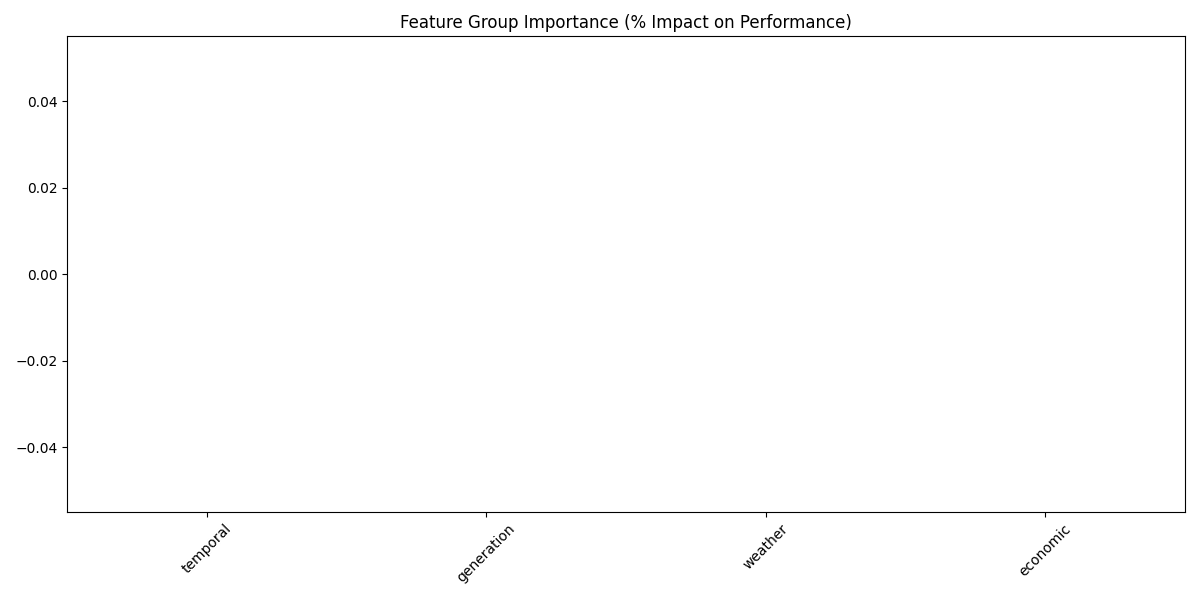 Feature Group Importance (% Impact on Performance)
0.04
0.02
0.00
−0.02
−0.04
temporal
generation
weather
economic